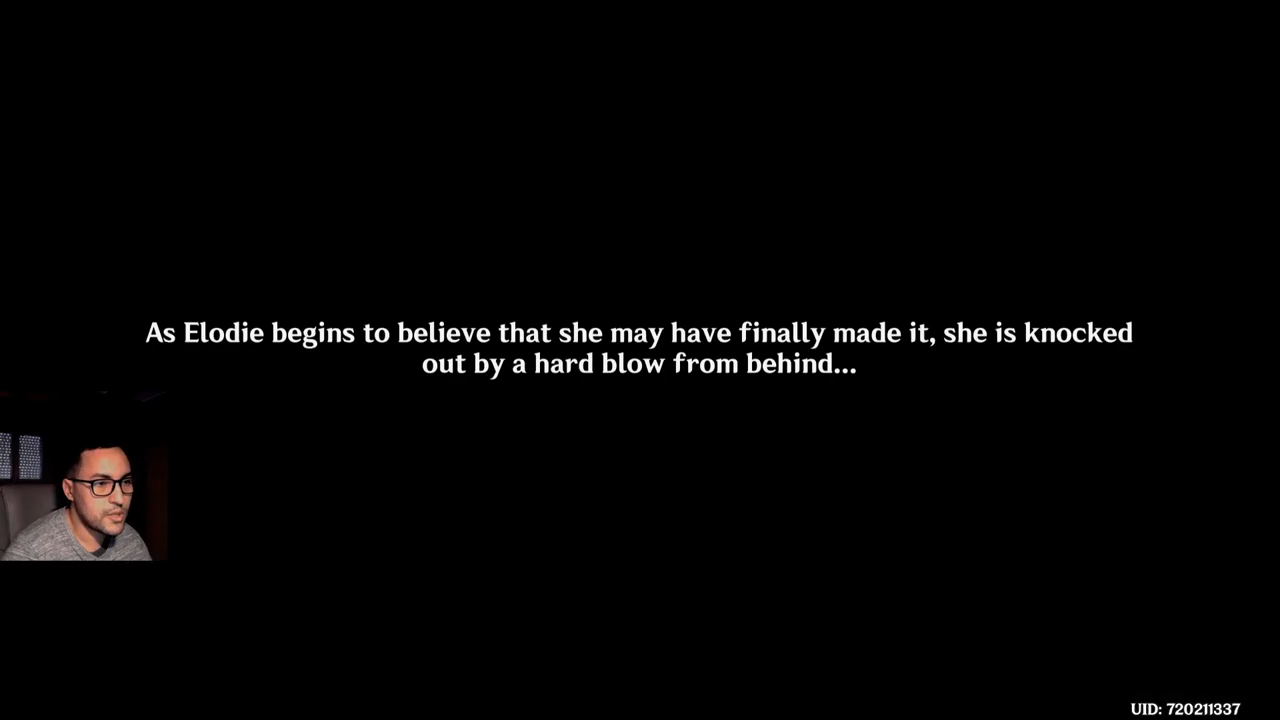 As Elodie begins to believe that she may have finally made it, she is knocked
out by a hard blow from behind...
UID: 720211337